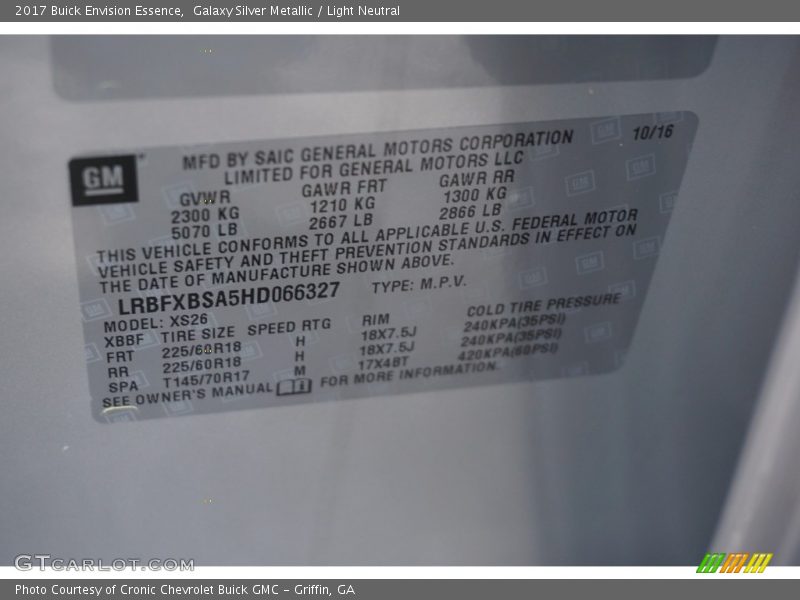 2017 Buick Envision Essence,  Galaxy Silver Metallic / Light Neutral
GM
10/16
MFD BY SAIC GENERAL MOTORS CORPORATION
LIMITED FOR GENERAL MOTORS LLC
GVWR GAWR FRT GAWR RR
2300 KG 1210 KG 1300 KG
5070 LB 2667 LB 2866 LB
THIS VEHICLE CONFORMS TO ALL APPLICABLE U.S. FEDERAL MOTOR
VEHICLE SAFETY AND THEFT PREVENTION STANDARDS IN EFFECT ON
THE DATE OF MANUFACTURE SHOWN ABOVE.
LRBFXBSA5HD066327 TYPE: M.P.V.
MODEL: XS26
XBBF TIRE SIZE SPEED RTG RIM COLD TIRE PRESSURE
FRT 225/60R18 H 18X7.5J 240KPA(35PSI)
RR 225/60R18 H 18X7.5J 240KPA(35PSI)
SPA T145/70R17 M 17X4BT 420KPA(60PSI)
SEE OWNER'S MANUAL FOR MORE INFORMATION.
GTCARLOT.COM
Photo Courtesy of Cronic Chevrolet Buick GMC - Griffin, GA